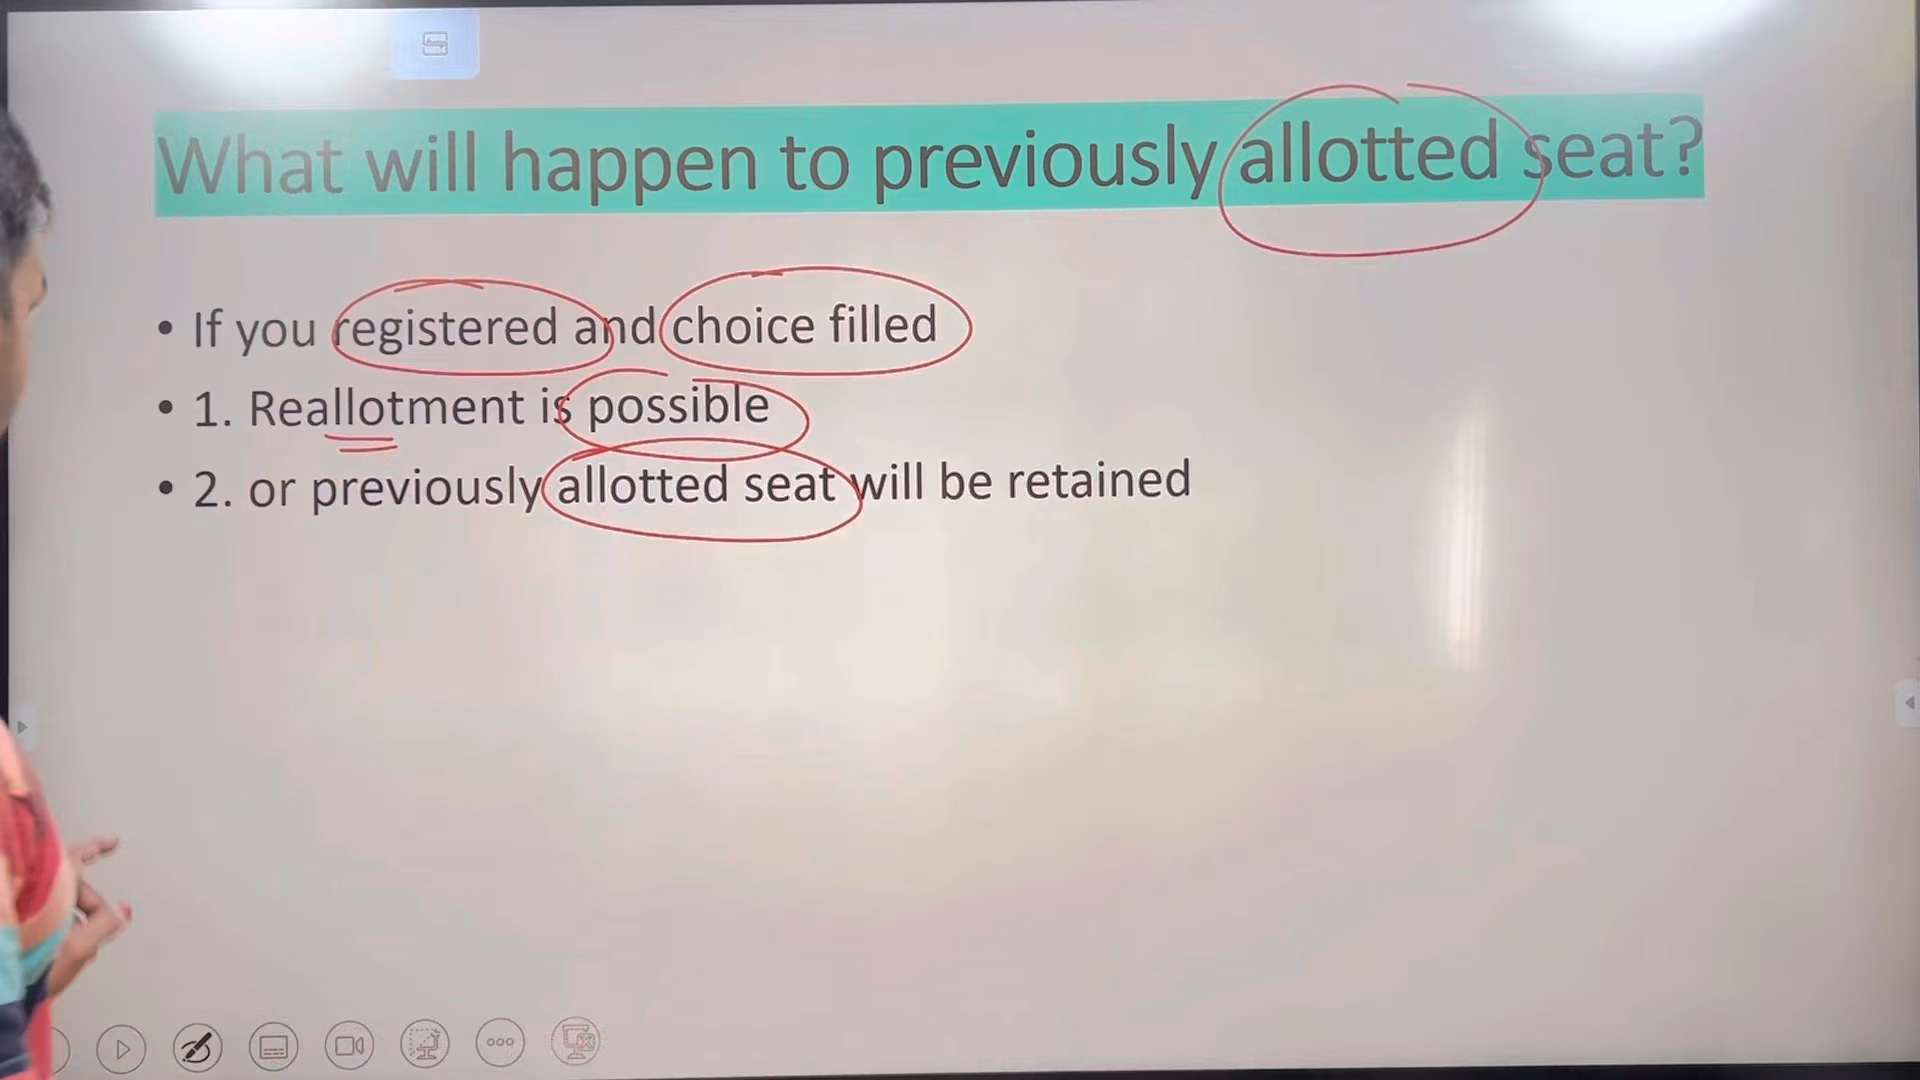 What will happen to previously allotted seat?
• If you registered and choice filled
• 1. Reallotment is possible
• 2. or previously allotted seat will be retained